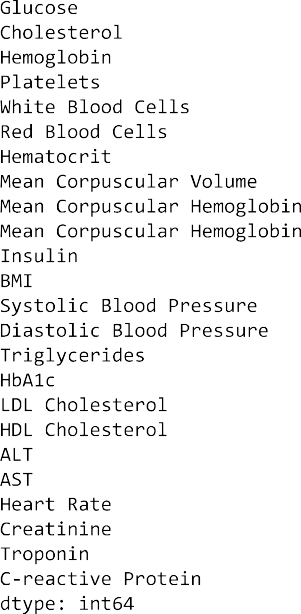 Glucose
Cholesterol
Hemoglobin
Platelets
White Blood Cells
Red Blood Cells
Hematocrit
Mean Corpuscular Volume
Mean Corpuscular Hemoglobin
Mean Corpuscular Hemoglobin
Insulin
BMI
Systolic Blood Pressure
Diastolic Blood Pressure
Triglycerides
HbA1c
LDL Cholesterol
HDL Cholesterol
ALT
AST
Heart Rate
Creatinine
Troponin
C-reactive Protein
dtype: int64